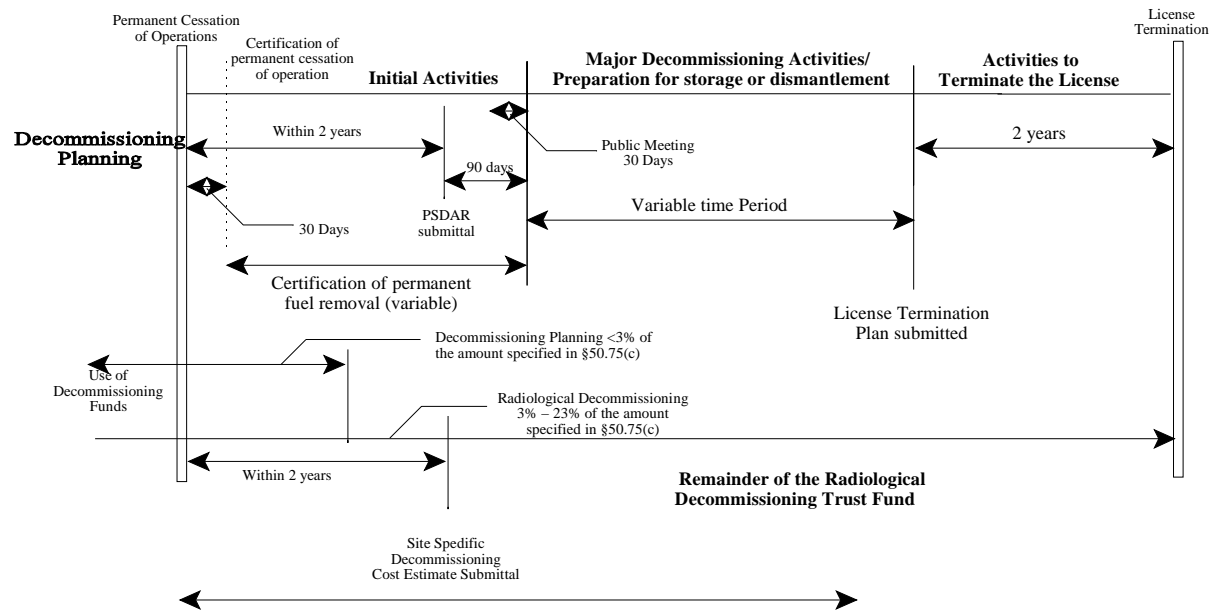 Permanent Cessation
of Operations
License
Termination
Certification of
permanent cessation
of operation
Initial Activities
Major Decommissioning Activities/
Preparation for storage or dismantlement
Activities to
Terminate the License
Decommissioning
Planning
Within 2 years
Public Meeting
30 Days
2 years
90 days
30 Days
PSDAR
submittal
Variable time Period
Certification of permanent
fuel removal (variable)
License Termination
Plan submitted
Decommissioning Planning <3% of
the amount specified in §50.75(c)
Use of
Decommissioning
Funds
Radiological Decommissioning
3% – 23% of the amount
specified in §50.75(c)
Within 2 years
Remainder of the Radiological
Decommissioning Trust Fund
Site Spedific
Decommissioning
Cost Estimate Submittal